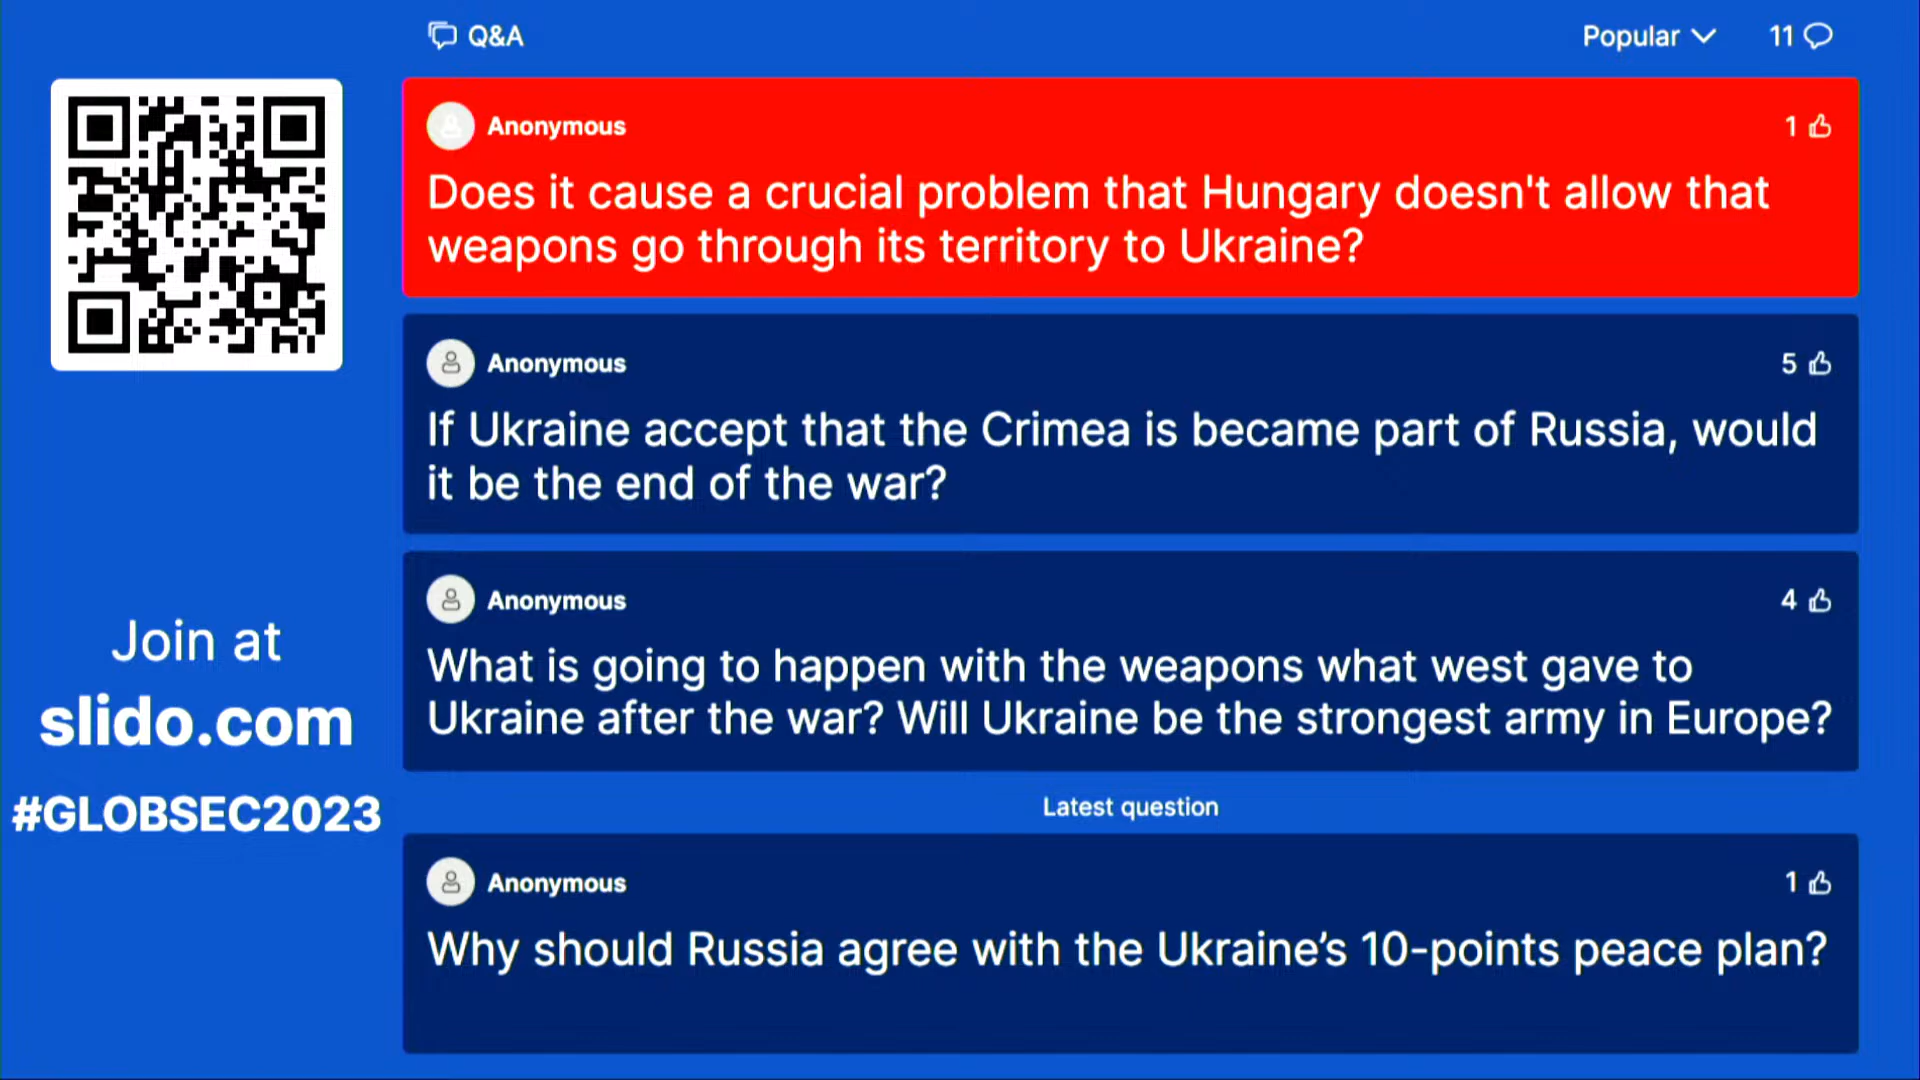 Q&A
Popular
11
Anonymous
1
Does it cause a crucial problem that Hungary doesn't allow that
weapons go through its territory to Ukraine?
Anonymous
5
If Ukraine accept that the Crimea is became part of Russia, would
it be the end of the war?
Anonymous
4
What is going to happen with the weapons what west gave to
Ukraine after the war? Will Ukraine be the strongest army in Europe?
Latest question
Anonymous
1
Why should Russia agree with the Ukraine’s 10-points peace plan?
Join at
slido.com
#GLOBSEC2023